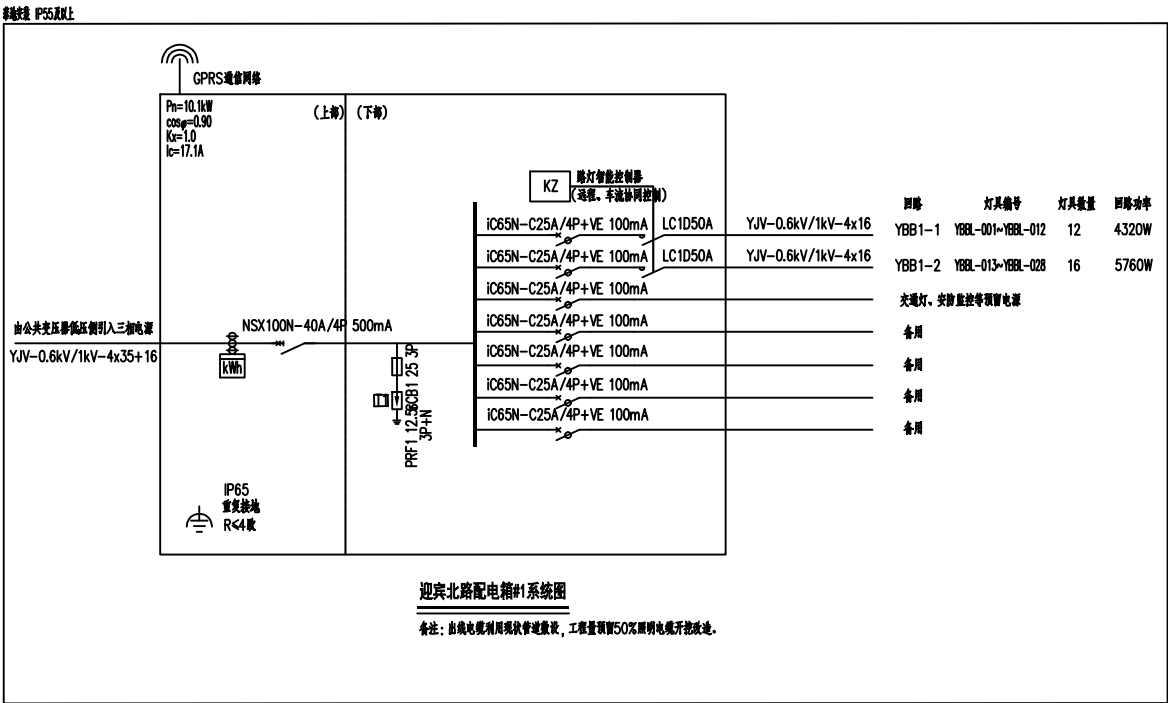 落地安装 IP55及以上
GPRS通信网络
Pn=10.1kW
cosφ=0.90
Kx=1.0
Ic=17.1A
(上部)
(下部)
KZ
路灯智能控制器
(远程、车流协同控制)
回路 灯具编号 灯具数量 回路功率
iC65N-C25A/4P+VE 100mA LC1D50A YJV-0.6kV/1kV-4x16 YBB1-1 YBBL-001~YBBL-012 12 4320W
iC65N-C25A/4P+VE 100mA LC1D50A YJV-0.6kV/1kV-4x16 YBB1-2 YBBL-013~YBBL-028 16 5760W
iC65N-C25A/4P+VE 100mA 交通灯、安防监控等预留电源
iC65N-C25A/4P+VE 100mA 备用
iC65N-C25A/4P+VE 100mA 备用
iC65N-C25A/4P+VE 100mA 备用
iC65N-C25A/4P+VE 100mA 备用
由公共变压器低压侧引入三相电源
YJV-0.6kV/1kV-4x35+16
kWh
NSX100N-40A/4P 500mA
SCB1 25 3P
PRF1 12.5
3P+N
IP65
重复接地
R≤4欧
迎宾北路配电箱#1系统图
备注：出线电缆利用现状管道敷设，工程量预留50%照明电缆开挖改造。